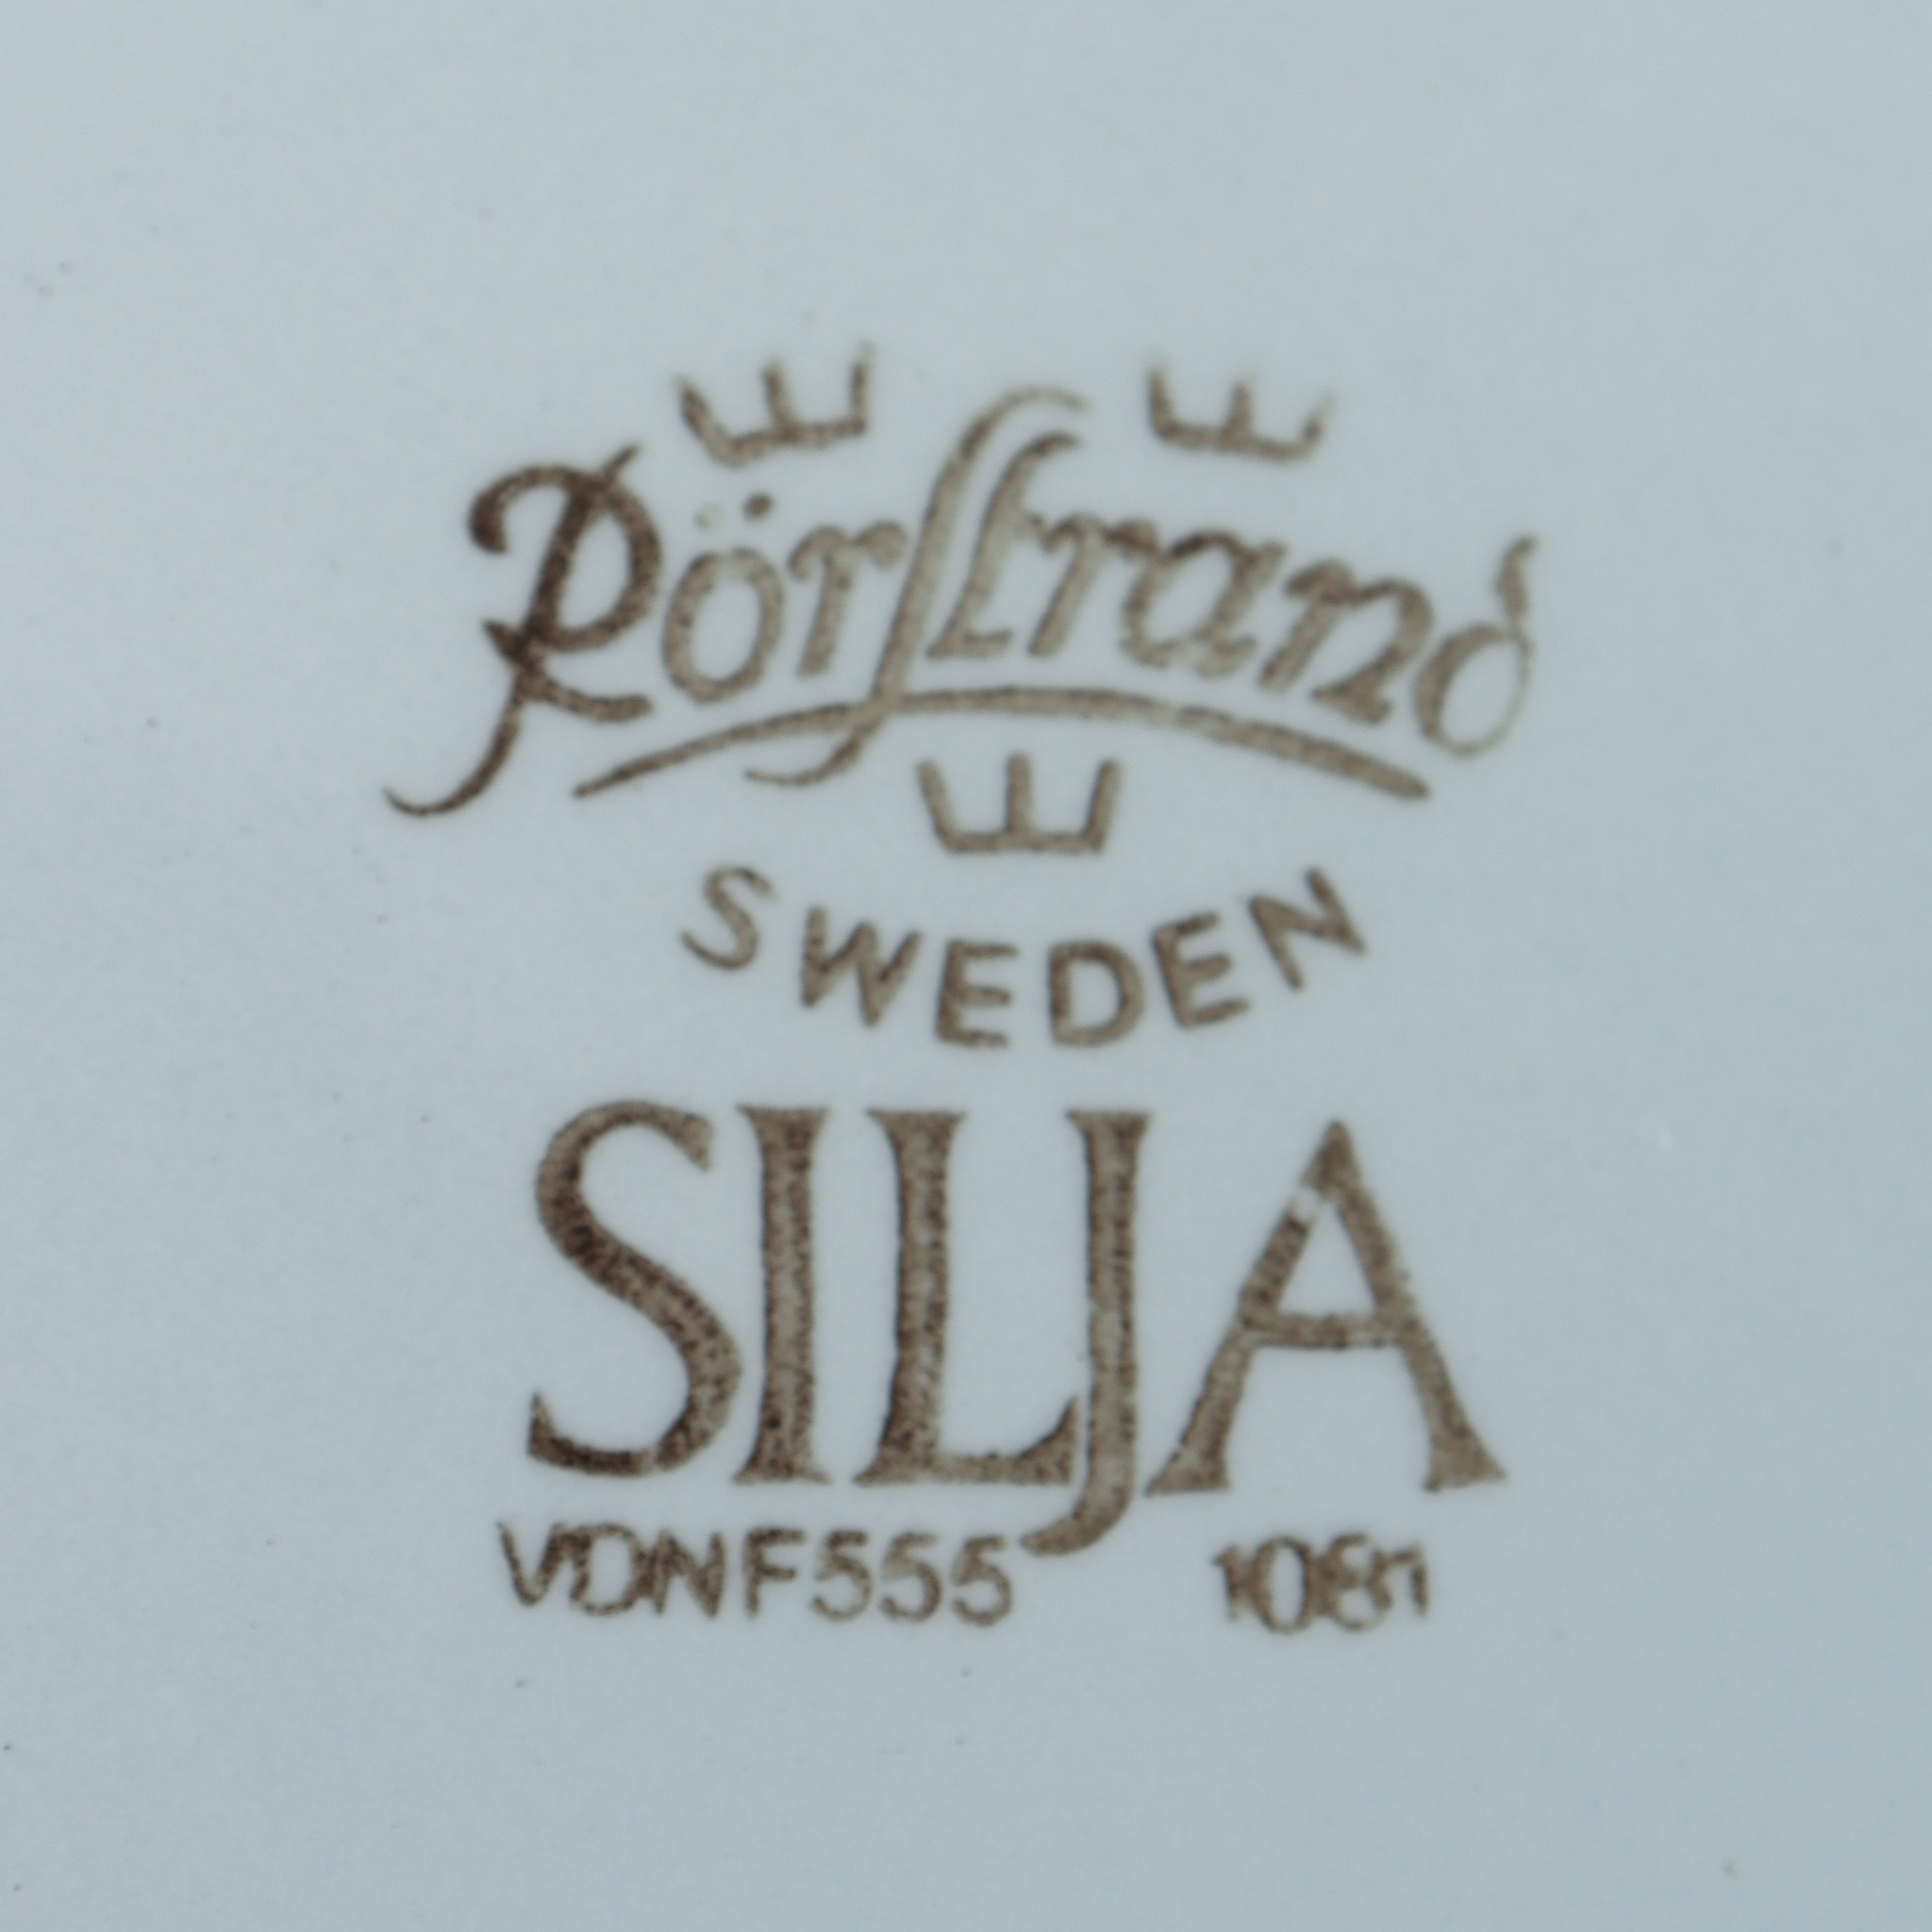 Rörstrand
SWEDEN
SILJA
VDNF555 1081